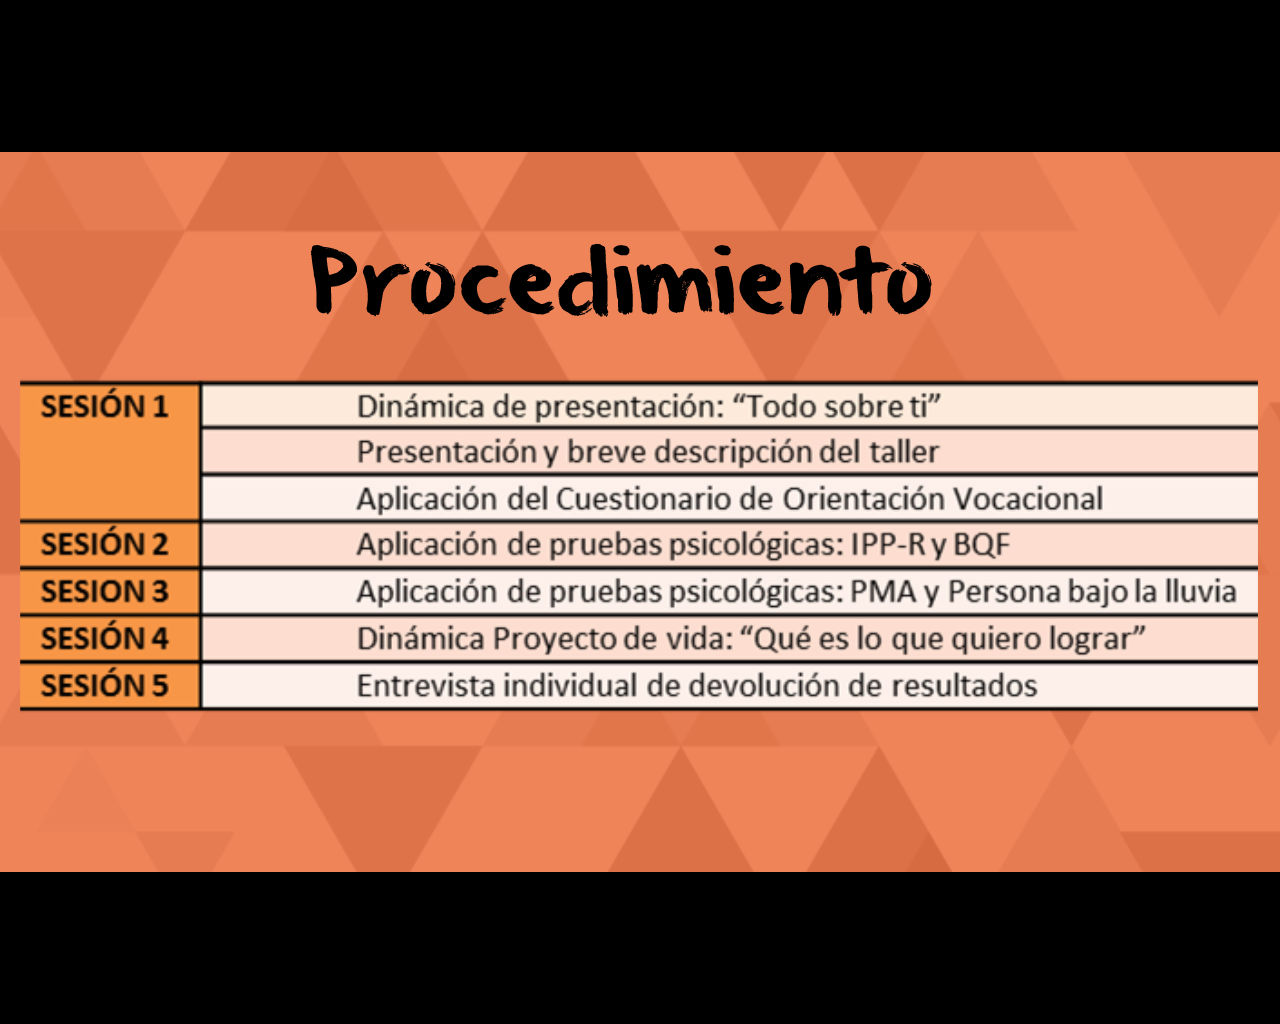 Procedimiento
SESIÓN 1
Dinámica de presentación: “Todo sobre ti”
Presentación y breve descripción del taller
Aplicación del Cuestionario de Orientación Vocacional
SESIÓN 2
Aplicación de pruebas psicológicas: IPP-R y BQF
SESION 3
Aplicación de pruebas psicológicas: PMA y Persona bajo la lluvia
SESIÓN 4
Dinámica Proyecto de vida: “Qué es lo que quiero lograr”
SESIÓN 5
Entrevista individual de devolución de resultados